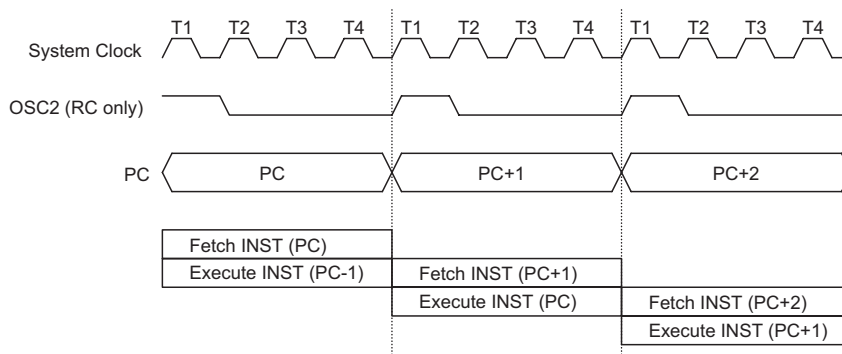 T1 T2 T3 T4 T1 T2 T3 T4 T1 T2 T3 T4
System Clock
OSC2 (RC only)
PC PC PC+1 PC+2
Fetch INST (PC)
Execute INST (PC-1) Fetch INST (PC+1)
Execute INST (PC) Fetch INST (PC+2)
Execute INST (PC+1)